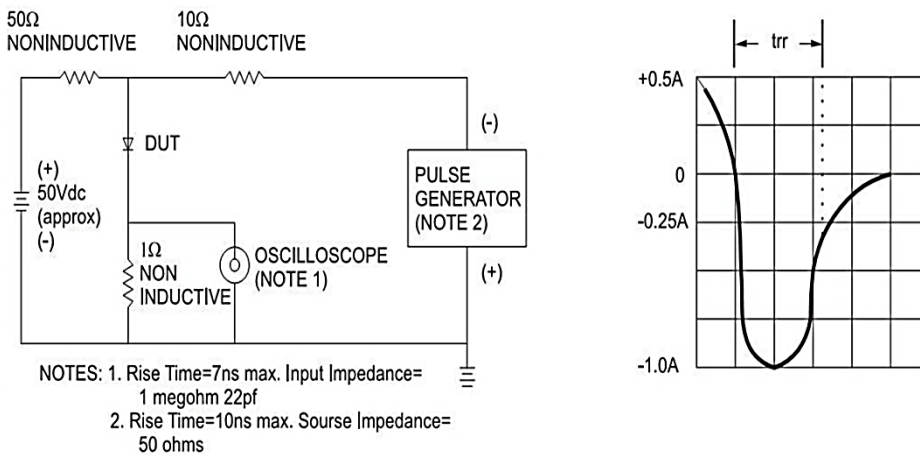 50Ω
NONINDUCTIVE
10Ω
NONINDUCTIVE
trr
+0.5A
DUT
(-)
(+)
50Vdc
(approx)
(-)
PULSE
GENERATOR
(NOTE 2)
0
-0.25A
1Ω
NON
INDUCTIVE
OSCILLOSCOPE
(NOTE 1)
(+)
-1.0A
NOTES: 1. Rise Time=7ns max. Input Impedance=
1 megohm 22pf
2. Rise Time=10ns max. Sourse Impedance=
50 ohms